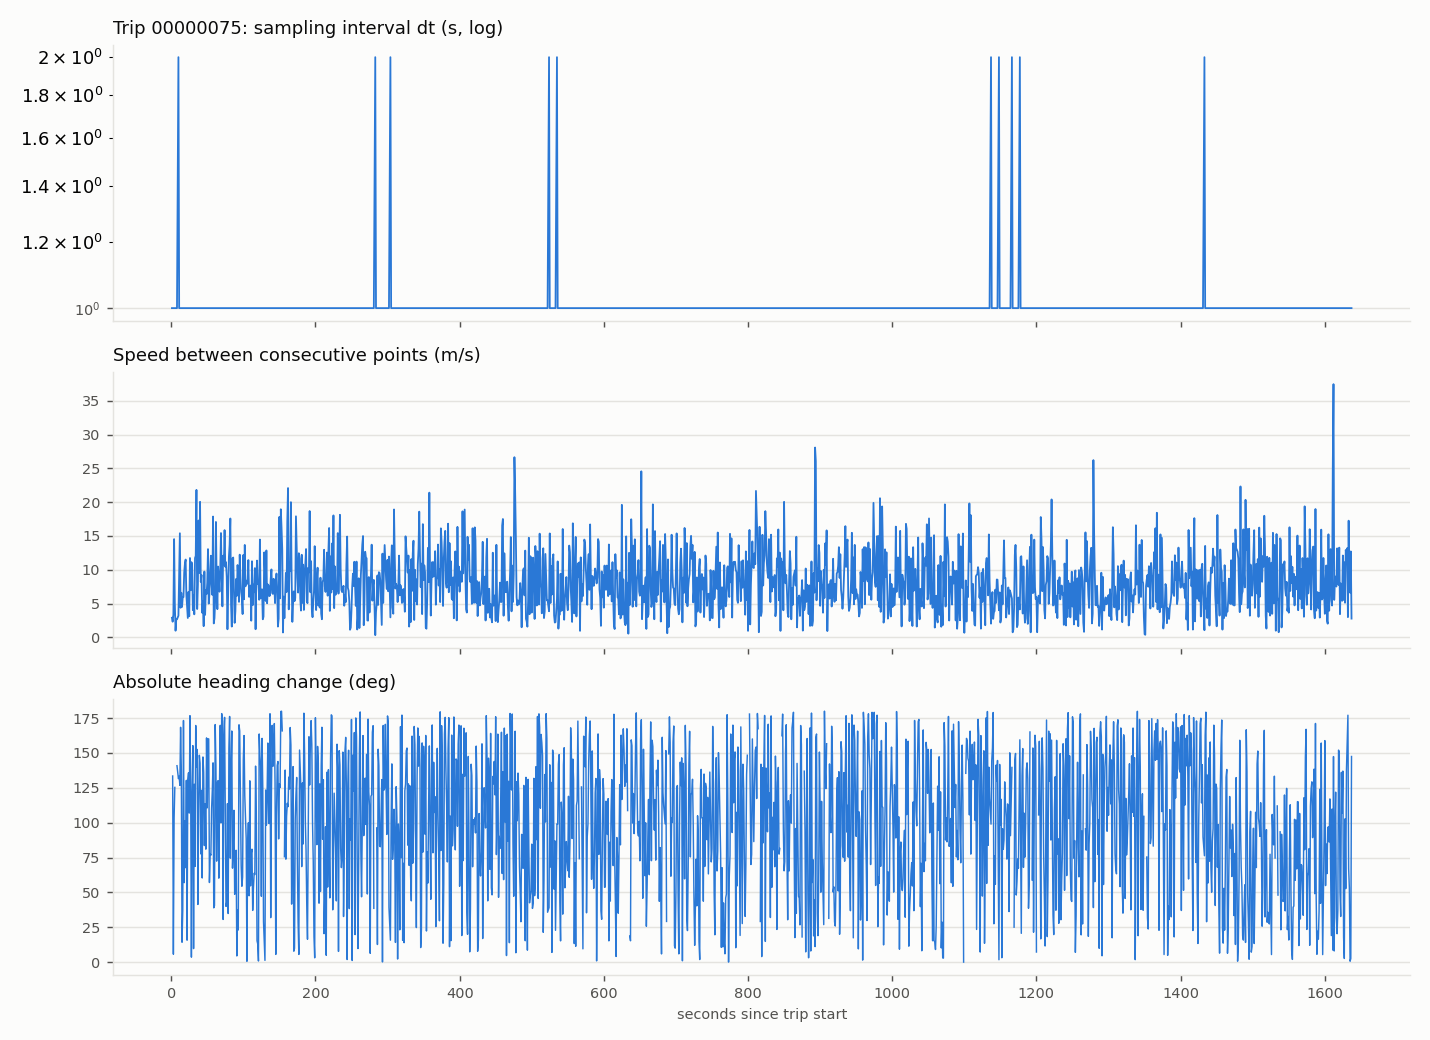 Trip 00000075: sampling interval dt (s, log)
2 × 10⁰
1.8 × 10⁰
1.6 × 10⁰
1.4 × 10⁰
1.2 × 10⁰
10⁰
Speed between consecutive points (m/s)
35
30
25
20
15
10
5
0
Absolute heading change (deg)
175
150
125
100
75
50
25
0
0 200 400 600 800 1000 1200 1400 1600
seconds since trip start